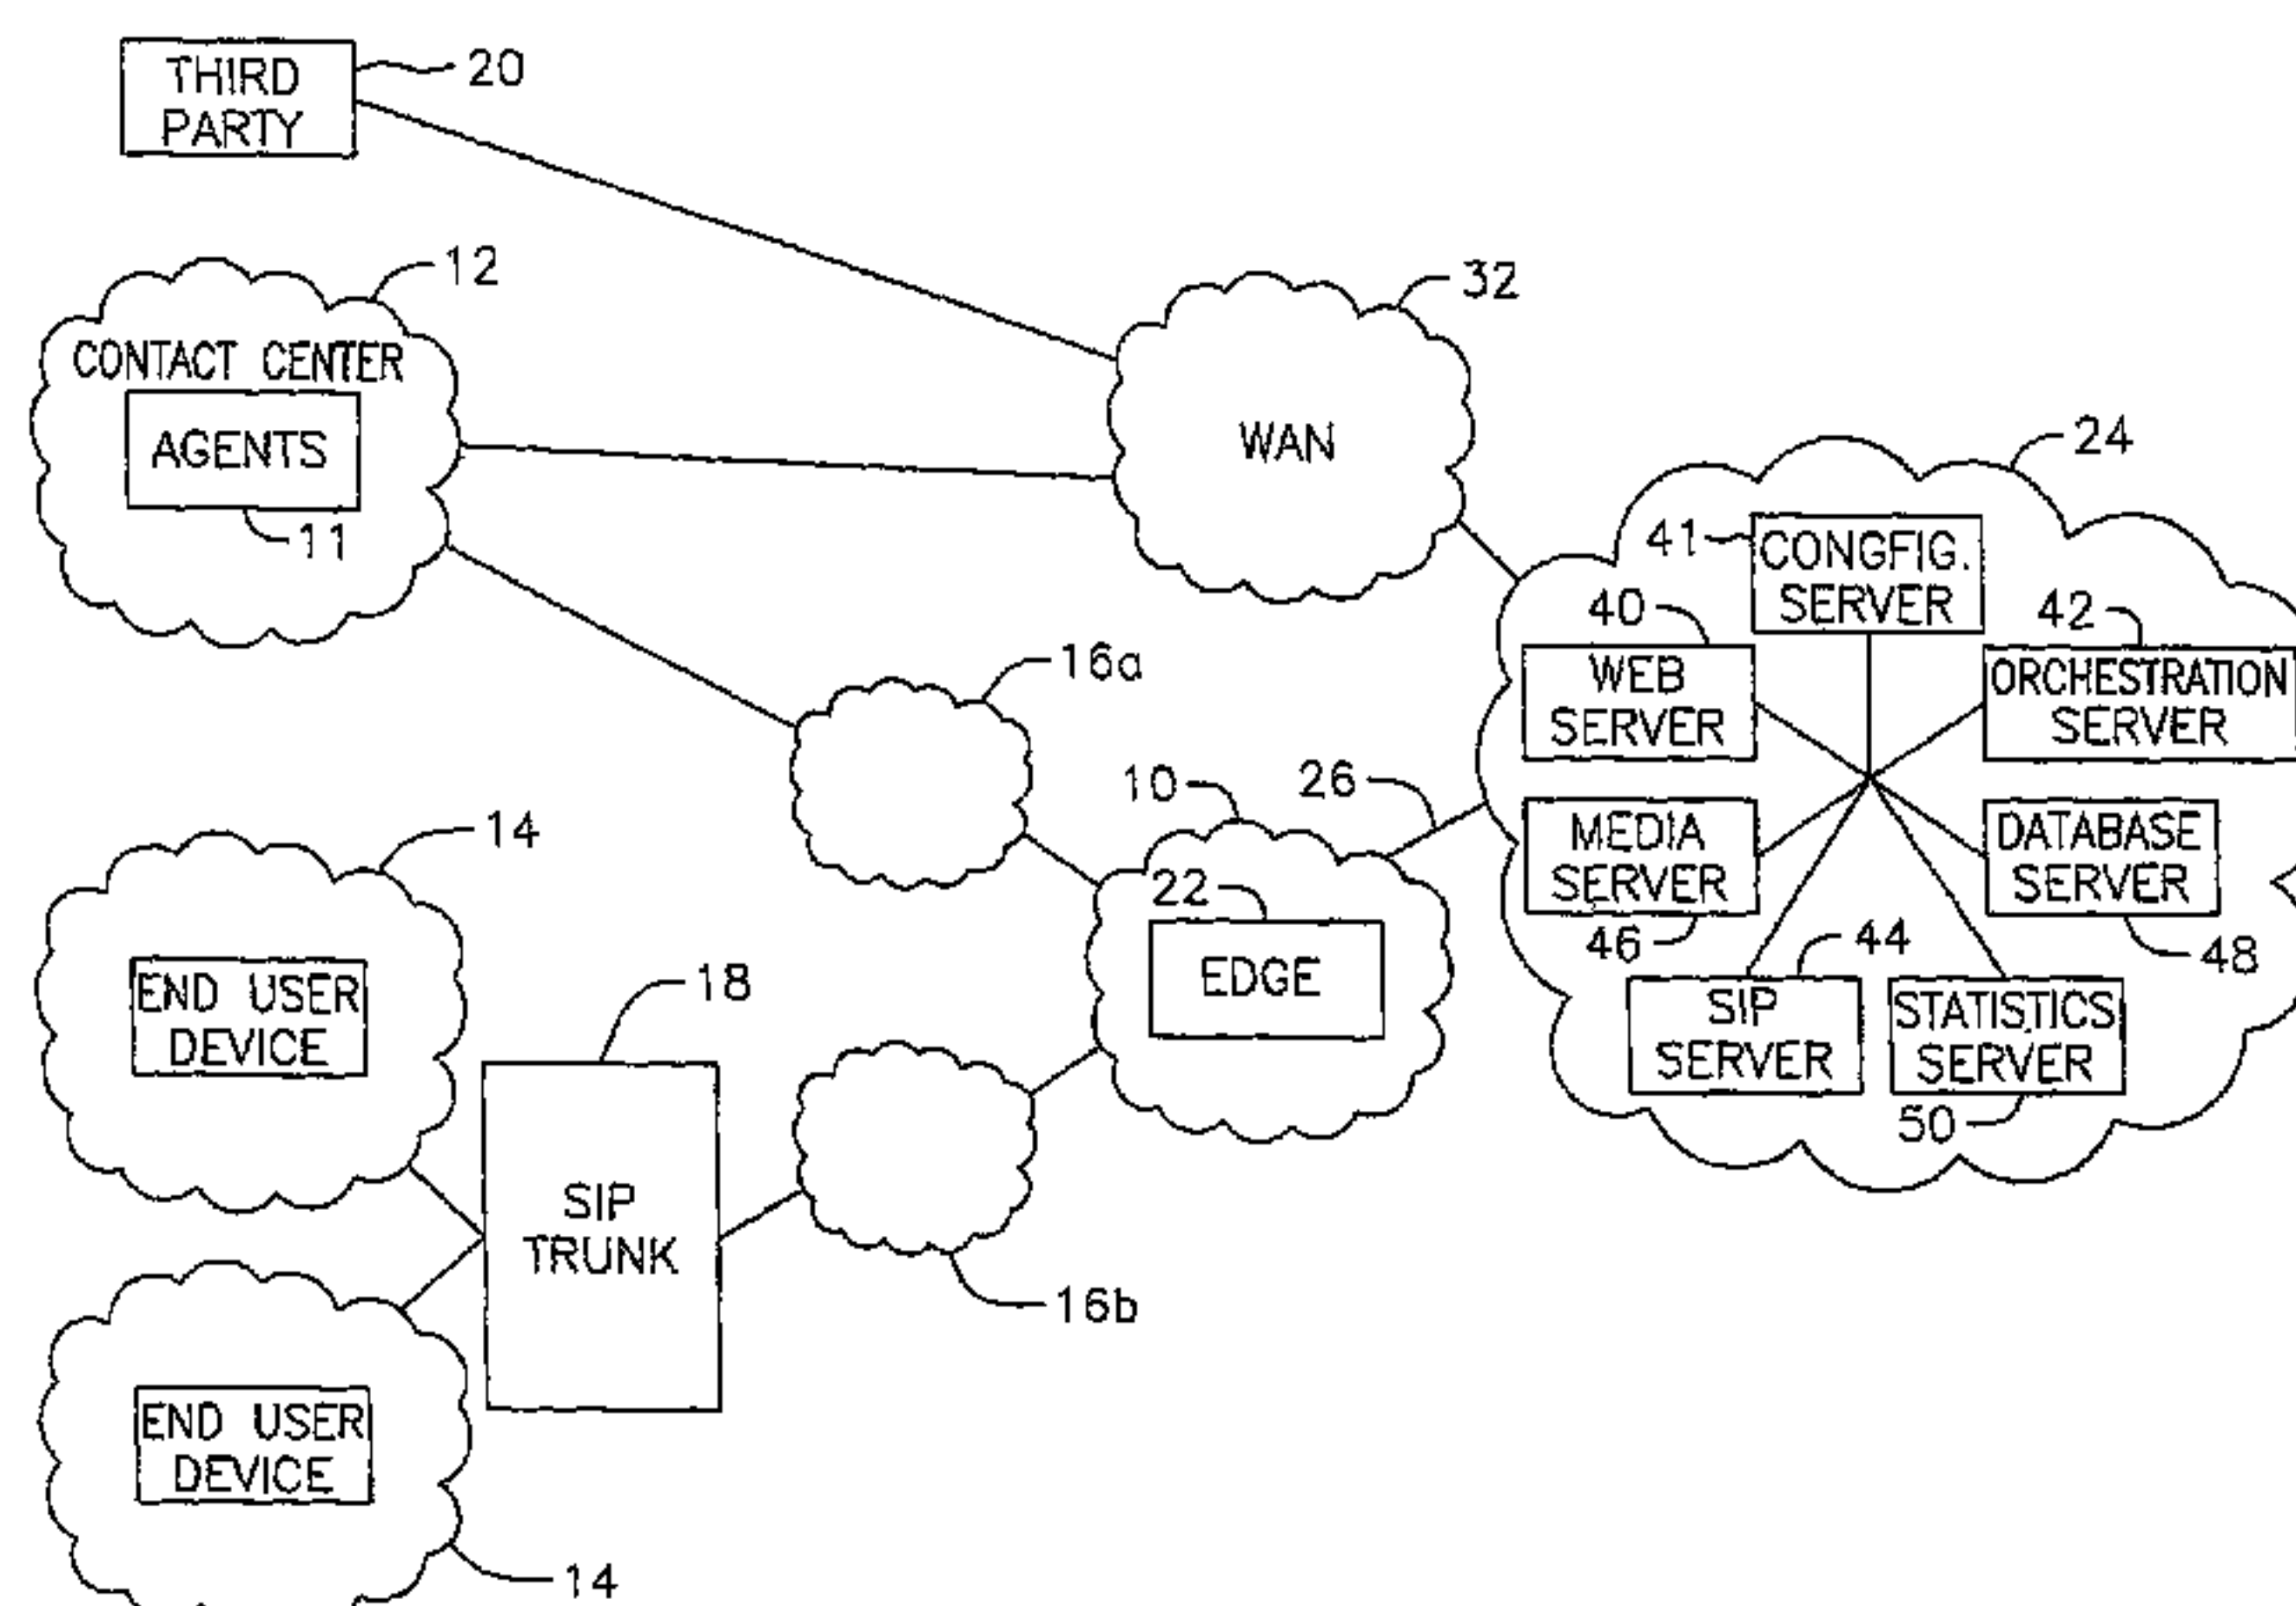 THIRD
PARTY
20
12
CONTACT CENTER
AGENTS
11
32
WAN
24
41
CONGFIG.
SERVER
40
WEB
SERVER
42
ORCHESTRATION
SERVER
16a
10
26
MEDIA
SERVER
46
DATABASE
SERVER
48
22
EDGE
44
SIP
SERVER
STATISTICS
SERVER
50
14
END USER
DEVICE
18
SIP
TRUNK
16b
END USER
DEVICE
14